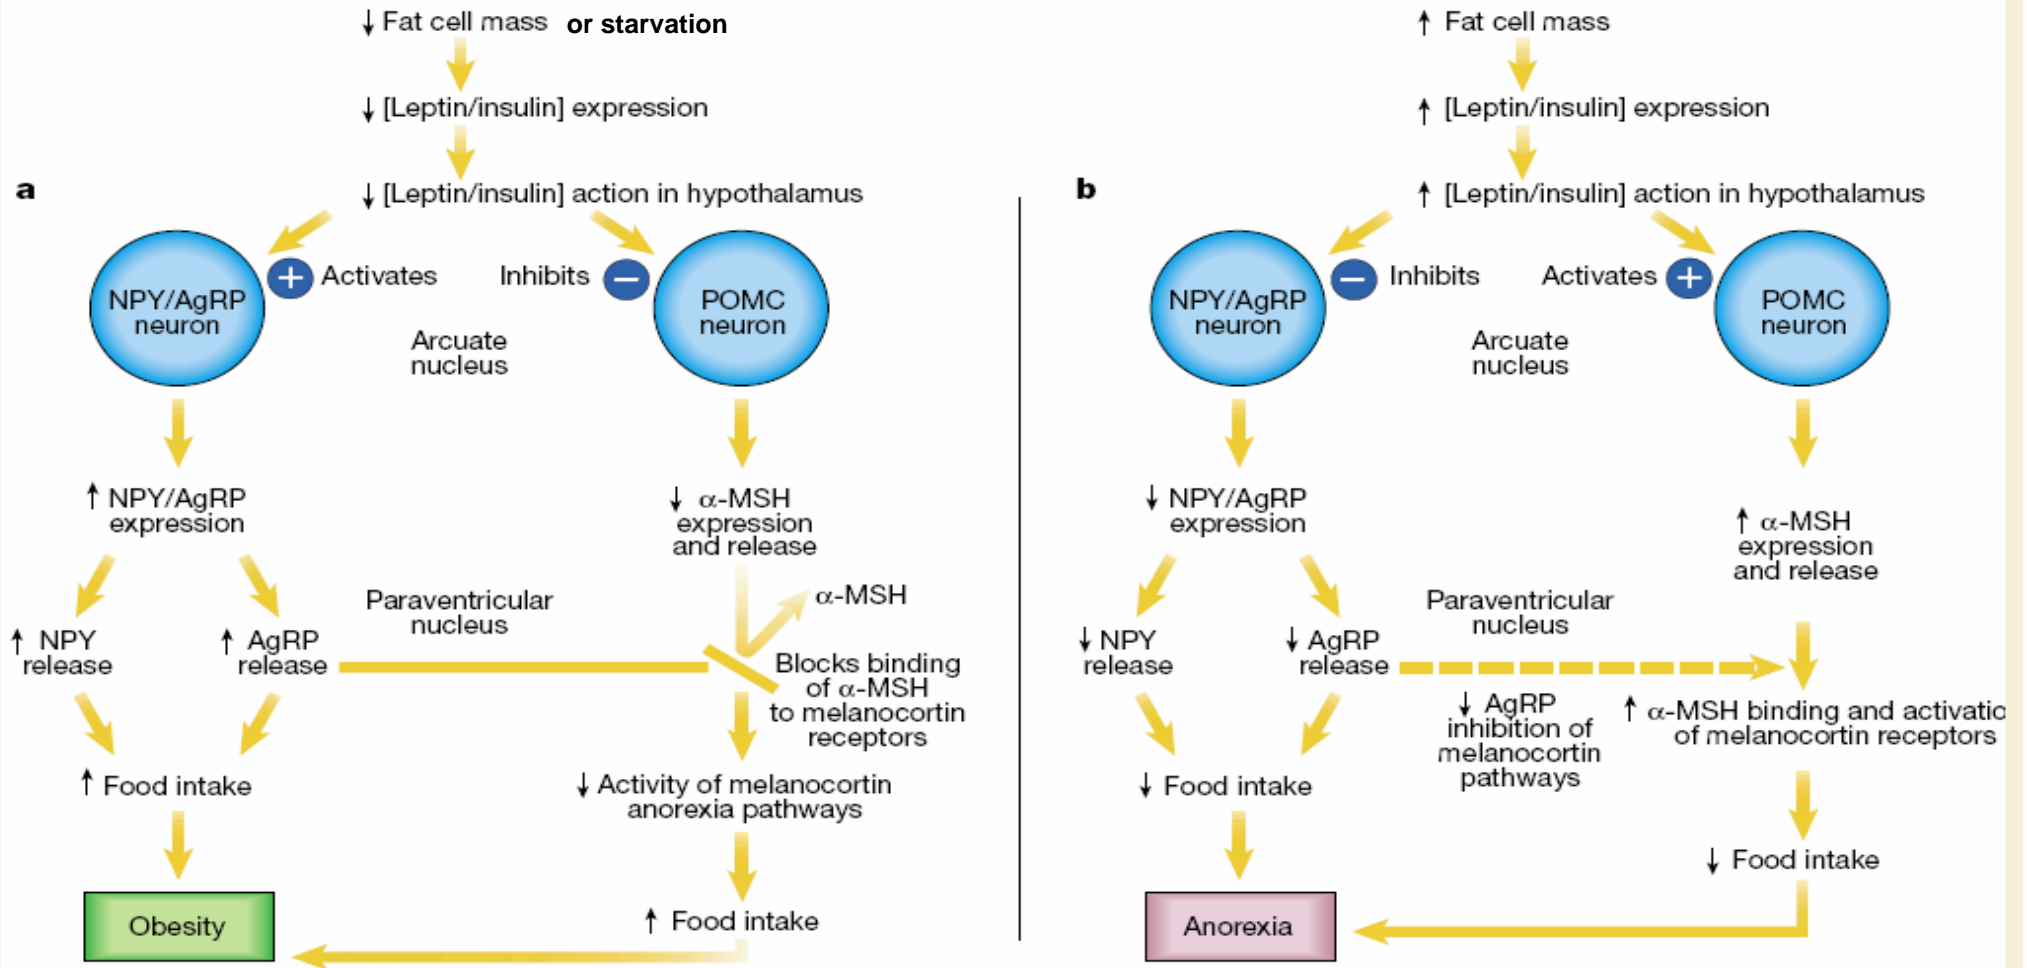 ↓ Fat cell mass or starvation
↓ [Leptin/insulin] expression
↓ [Leptin/insulin] action in hypothalamus
a
NPY/AgRP
neuron
+ Activates
Inhibits −
POMC
neuron
Arcuate
nucleus
↑ NPY/AgRP
expression
↓ α-MSH
expression
and release
α-MSH
Paraventricular
nucleus
↑ NPY
release
↑ AgRP
release
Blocks binding
of α-MSH
to melanocortin
receptors
↑ Food intake
↓ Activity of melanocortin
anorexia pathways
Obesity
↑ Food intake
↑ Fat cell mass
↑ [Leptin/insulin] expression
b
↑ [Leptin/insulin] action in hypothalamus
NPY/AgRP
neuron
− Inhibits
Activates +
POMC
neuron
Arcuate
nucleus
↓ NPY/AgRP
expression
↑ α-MSH
expression
and release
Paraventricular
nucleus
↓ NPY
release
↓ AgRP
release
↓ AgRP
inhibition of
melanocortin
pathways
↑ α-MSH binding and activatio
of melanocortin receptors
↓ Food intake
↓ Food intake
Anorexia